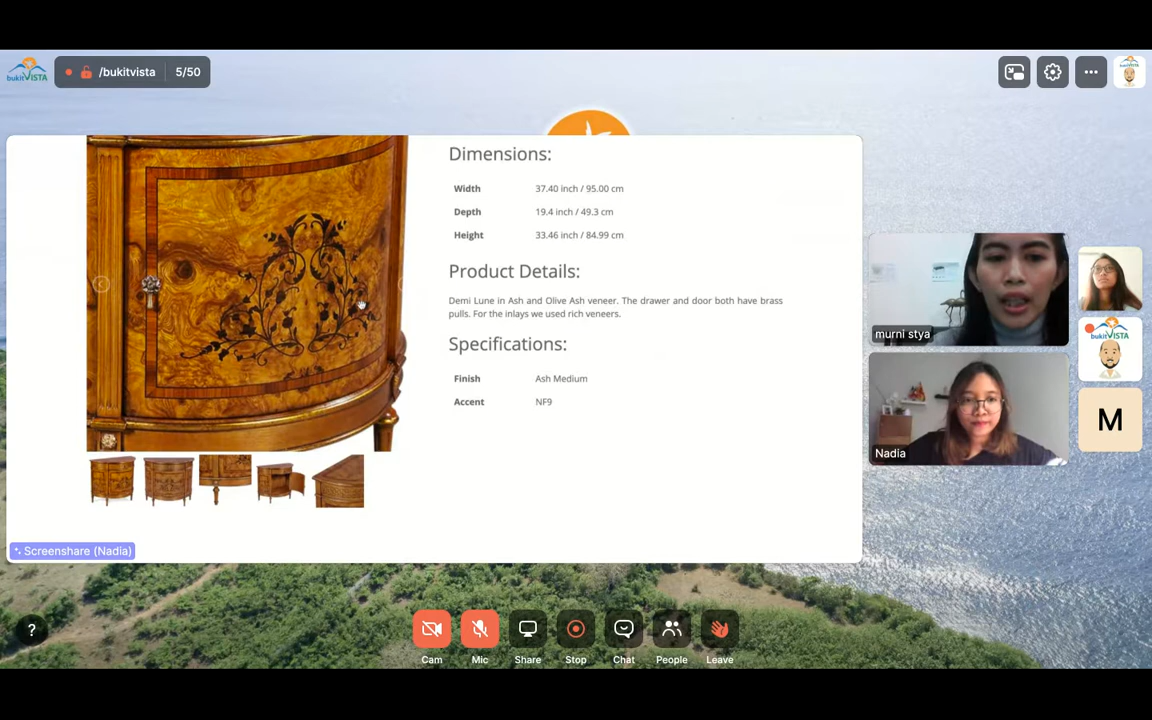 bukitVISTA
/bukitvista 5/50
Dimensions:
Width 37.40 inch / 95.00 cm
Depth 19.4 inch / 49.3 cm
Height 33.46 inch / 84.99 cm
Product Details:
Demi Lune in Ash and Olive Ash veneer. The drawer and door both have brass
pulls. For the inlays we used rich veneers.
Specifications:
Finish Ash Medium
Accent NF9
Screenshare (Nadia)
murni stya
Nadia
bukitVISTA
M
?
Cam Mic Share Stop Chat People Leave